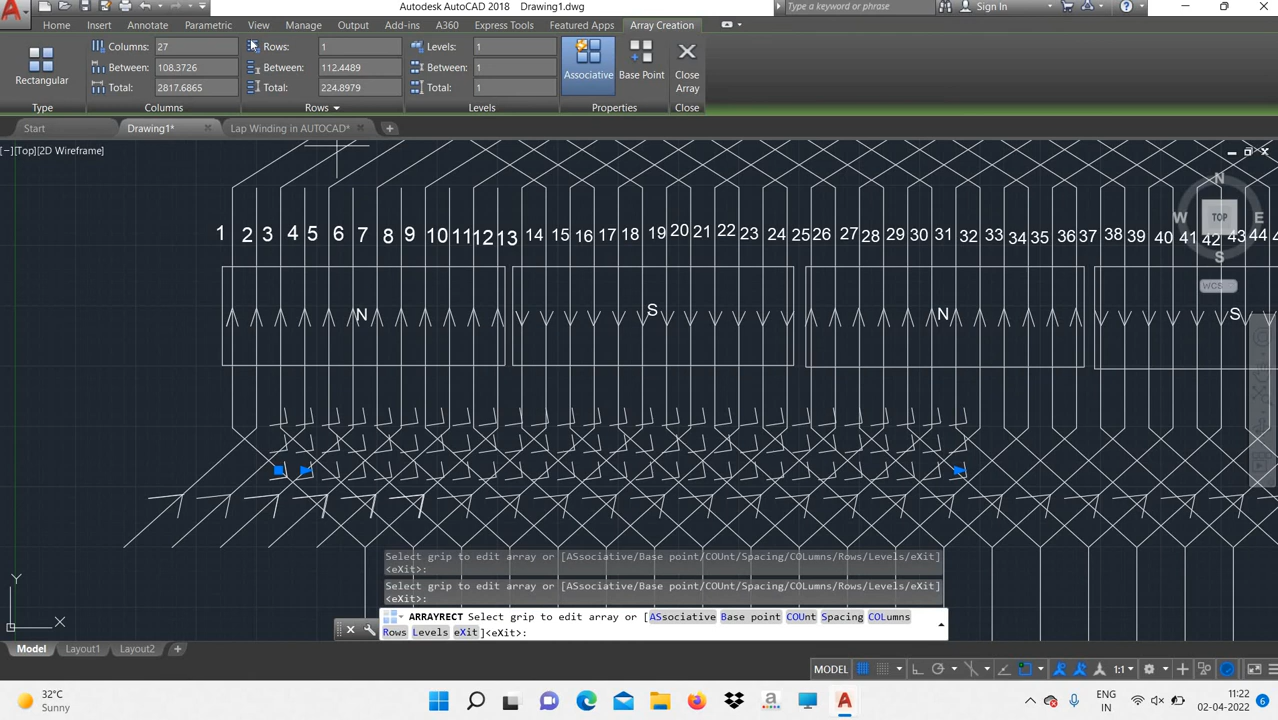 Autodesk AutoCAD 2018 Drawing1.dwg
Type a keyword or phrase
Sign In
Home Insert Annotate Parametric View Manage Output Add-ins A360 Express Tools Featured Apps Array Creation
Columns: 27 Rows: 1 Levels: 1
Between: 108.3726 Between: 112.4489 Between: 1
Total: 2817.6865 Total: 224.8979 Total: 1
Rectangular Associative Base Point Close Array
Type Columns Rows Levels Properties Close
Start Drawing1* Lap Winding in AUTOCAD*
[−][Top][2D Wireframe]
N
W TOP E
S
WCS
1 2 3 4 5 6 7 8 9 10 11 12 13 14 15 16 17 18 19 20 21 22 23 24 25 26 27 28 29 30 31 32 33 34 35 36 37 38 39 40 41 42 43 44
N S N S
Y
X
Select grip to edit array or [ASsociative/Base point/COUnt/Spacing/COLumns/Rows/Levels/eXit]
<eXit>:
Select grip to edit array or [ASsociative/Base point/COUnt/Spacing/COLumns/Rows/Levels/eXit]
<eXit>:
ARRAYRECT Select grip to edit array or [ASsociative Base point COUnt Spacing COLumns
Rows Levels eXit]<eXit>:
Model Layout1 Layout2
MODEL 1:1
32°C
Sunny
ENG
IN
11:22
02-04-2022
6